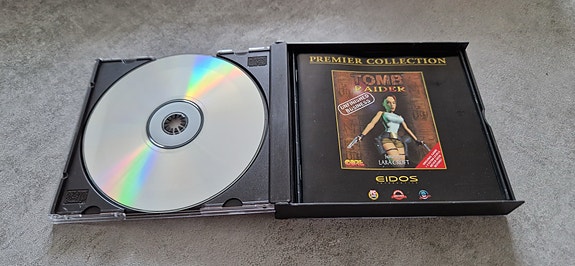 PREMIER COLLECTION
TOMB
RAIDER
UNFINISHED
BUSINESS
LARA CROFT
EIDOS